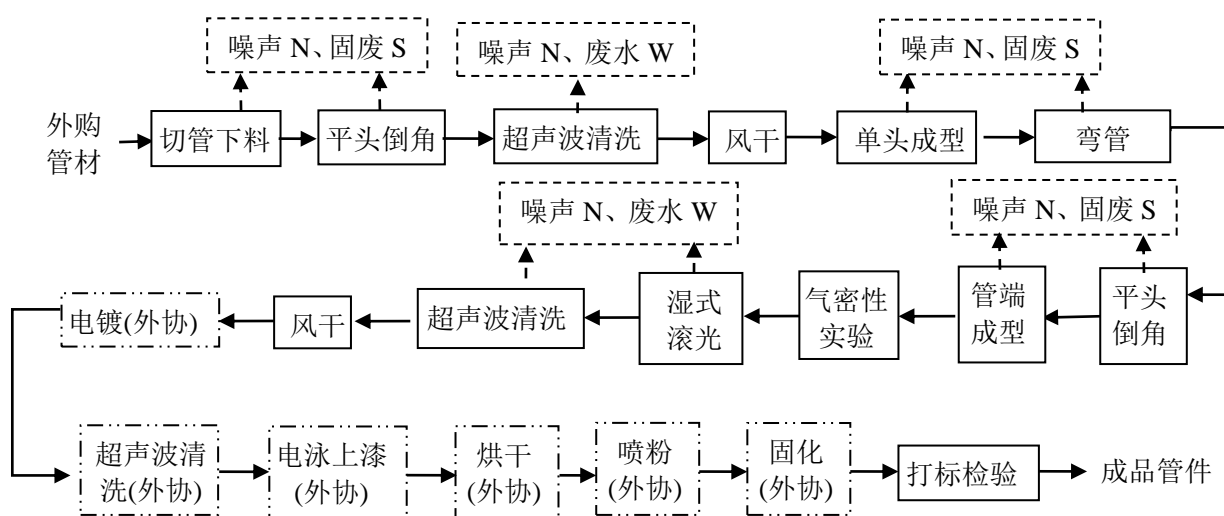 噪声 N、固废 S
噪声 N、废水 W
噪声 N、固废 S
外购
管材
切管下料
平头倒角
超声波清洗
风干
单头成型
弯管
噪声 N、废水 W
噪声 N、固废 S
平头
倒角
管端
成型
气密性
实验
湿式
滚光
超声波清洗
风干
电镀(外协)
超声波清
洗(外协)
电泳上漆
(外协)
烘干
(外协)
喷粉
(外协)
固化
(外协)
打标检验
成品管件